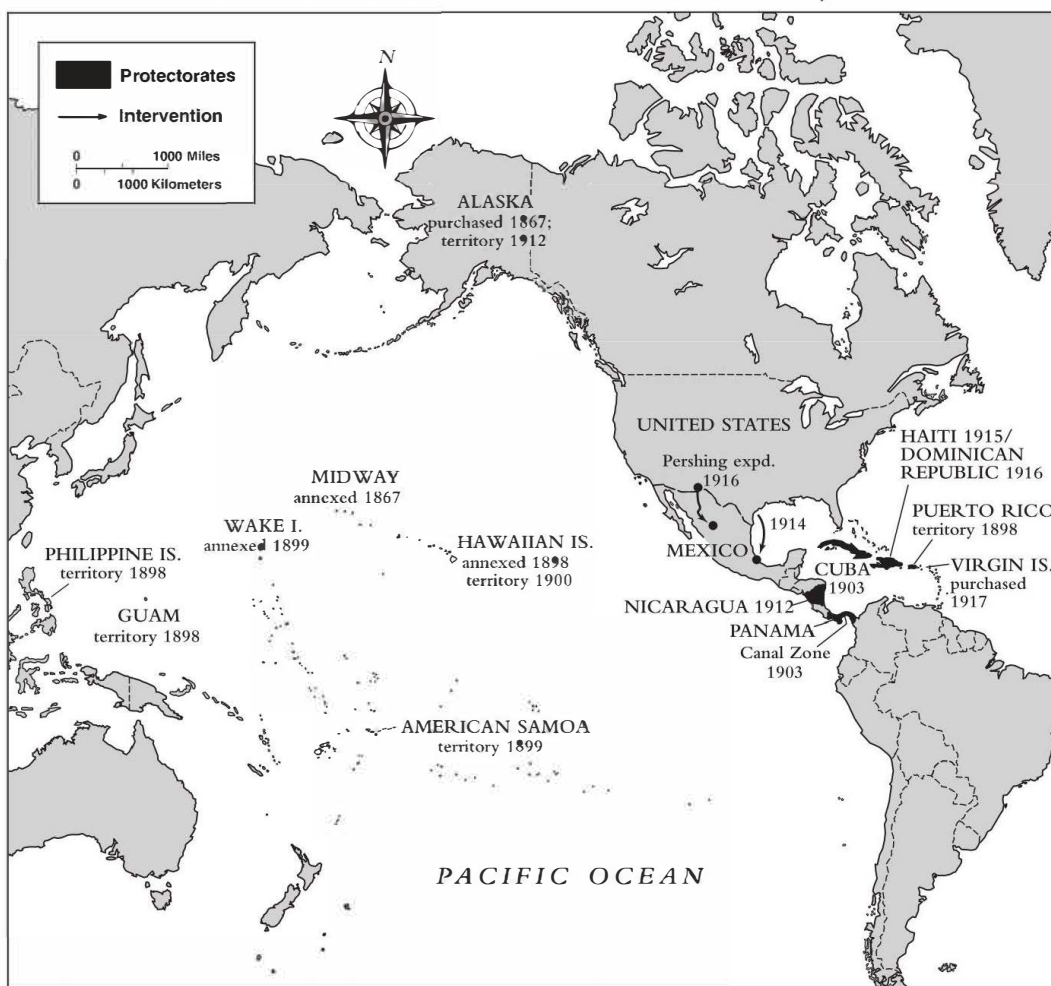 Protectorates
Intervention
0 1000 Miles
0 1000 Kilometers
N
ALASKA
purchased 1867;
territory 1912
UNITED STATES
Pershing expd.
1916
HAITI 1915/
DOMINICAN
REPUBLIC 1916
MIDWAY
annexed 1867
PUERTO RICO
territory 1898
1914
WAKE I.
annexed 1899
HAWAIIAN IS.
annexed 1898
territory 1900
MEXICO
PHILIPPINE IS.
territory 1898
CUBA
1903
VIRGIN IS.
purchased
1917
GUAM
territory 1898
NICARAGUA 1912
PANAMA
Canal Zone
1903
AMERICAN SAMOA
territory 1899
PACIFIC OCEAN